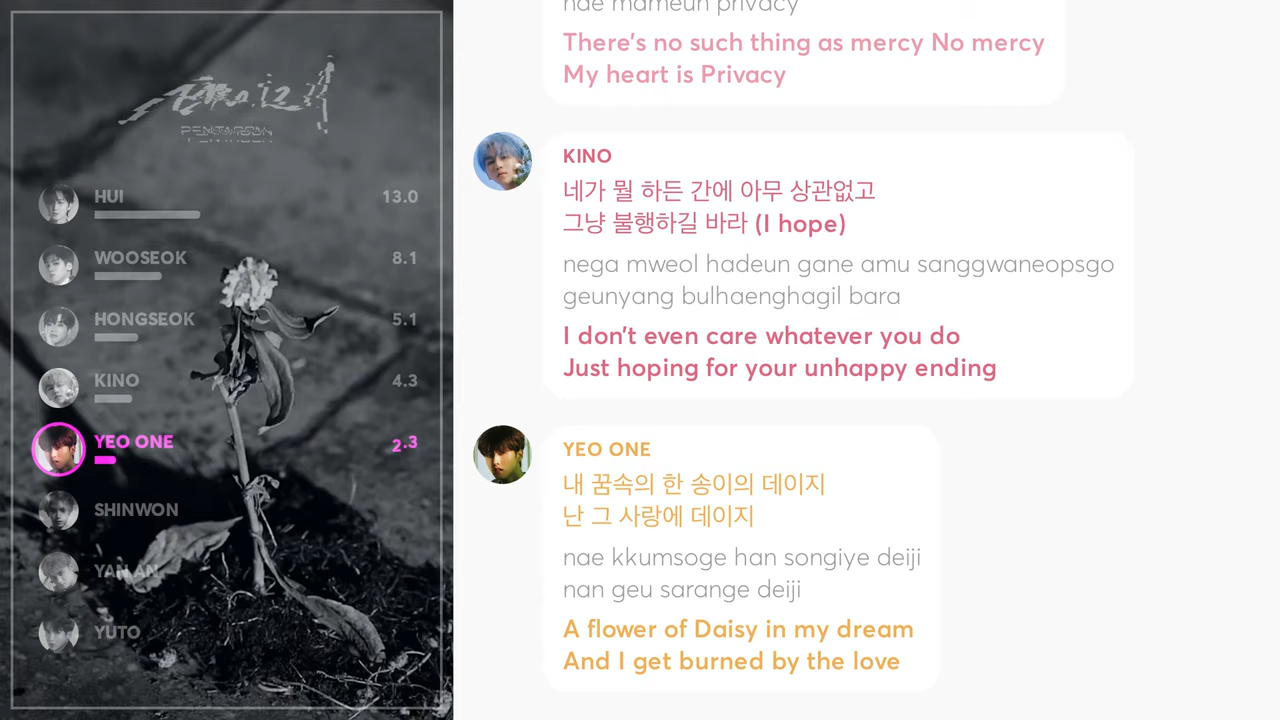 PENTAGON
HUI 13.0
WOOSEOK 8.1
HONGSEOK 5.1
KINO 4.3
YEO ONE 2.3
SHINWON
YAN AN
YUTO
nae mameun privacy
There's no such thing as mercy No mercy
My heart is Privacy
KINO
네가 뭘 하든 간에 아무 상관없고
그냥 불행하길 바라 (I hope)
nega mweol hadeun gane amu sanggwaneopsgo
geunyang bulhaenghagil bara
I don't even care whatever you do
Just hoping for your unhappy ending
YEO ONE
내 꿈속의 한 송이의 데이지
난 그 사랑에 데이지
nae kkumsoge han songiye deiji
nan geu sarange deiji
A flower of Daisy in my dream
And I get burned by the love